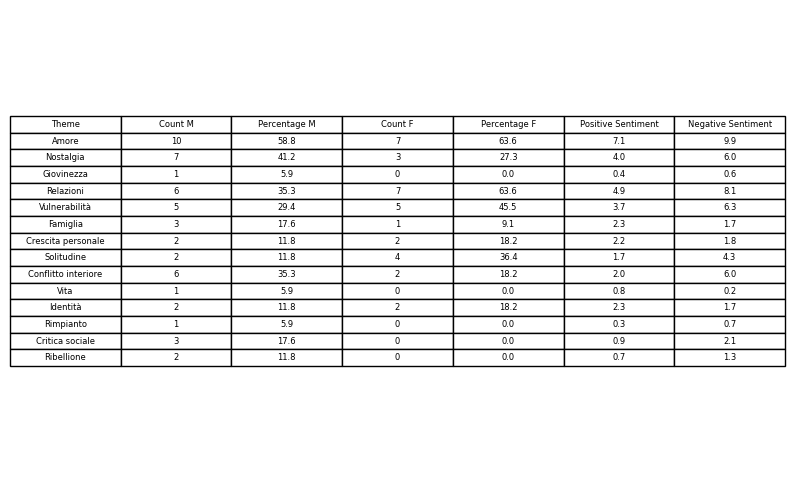 Theme Count M Percentage M Count F Percentage F Positive Sentiment Negative Sentiment
Amore 10 58.8 7 63.6 7.1 9.9
Nostalgia 7 41.2 3 27.3 4.0 6.0
Giovinezza 1 5.9 0 0.0 0.4 0.6
Relazioni 6 35.3 7 63.6 4.9 8.1
Vulnerabilità 5 29.4 5 45.5 3.7 6.3
Famiglia 3 17.6 1 9.1 2.3 1.7
Crescita personale 2 11.8 2 18.2 2.2 1.8
Solitudine 2 11.8 4 36.4 1.7 4.3
Conflitto interiore 6 35.3 2 18.2 2.0 6.0
Vita 1 5.9 0 0.0 0.8 0.2
Identità 2 11.8 2 18.2 2.3 1.7
Rimpianto 1 5.9 0 0.0 0.3 0.7
Critica sociale 3 17.6 0 0.0 0.9 2.1
Ribellione 2 11.8 0 0.0 0.7 1.3